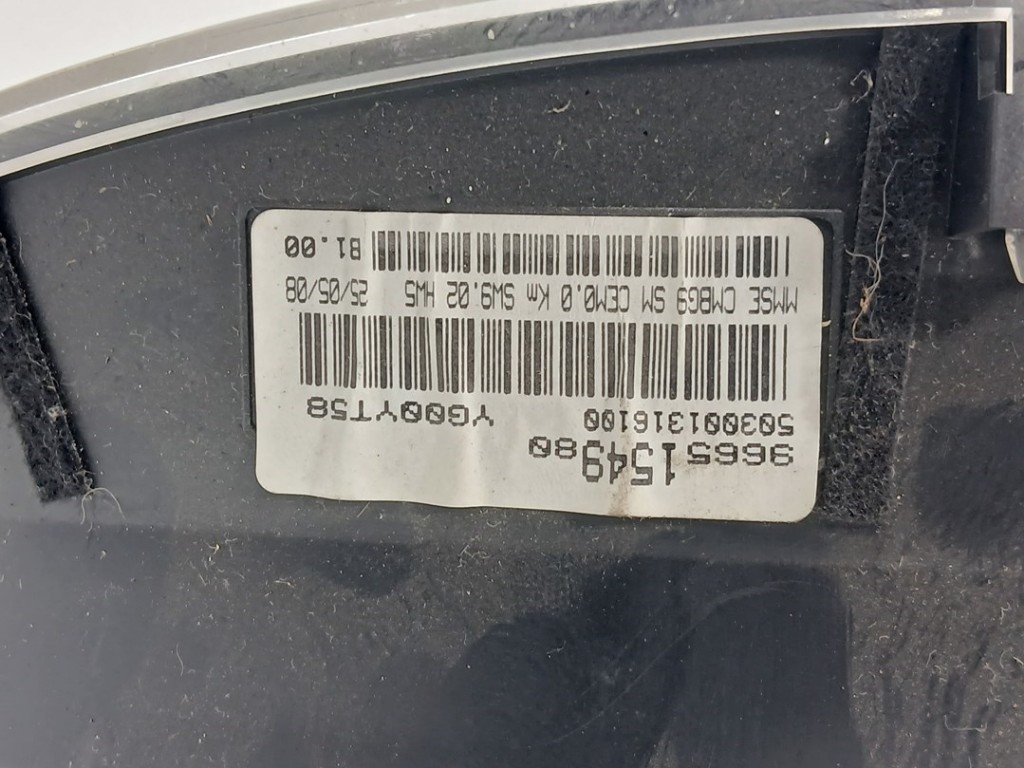 9665154980
503001316100
YG00YT58
MMSE CMBG9 SM CEM0.0 Km SW9.02 HW5 25/05/08
B1.00